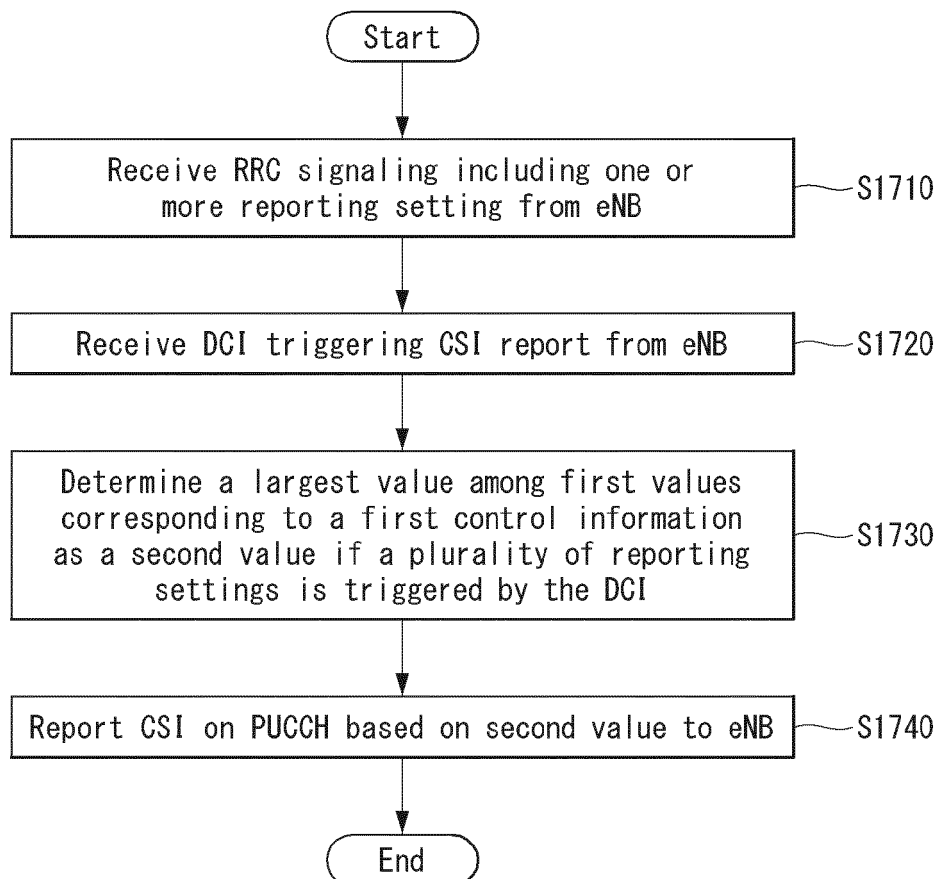 Start
Receive RRC signaling including one or
more reporting setting from eNB
S1710
Receive DCI triggering CSI report from eNB
S1720
Determine a largest value among first values
corresponding to a first control information
as a second value if a plurality of reporting
settings is triggered by the DCI
S1730
Report CSI on PUCCH based on second value to eNB
S1740
End